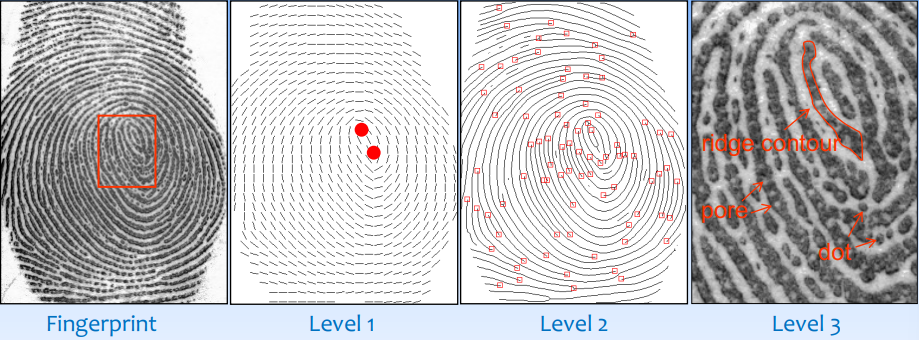 ridge contour
pore
dot
Fingerprint
Level 1
Level 2
Level 3